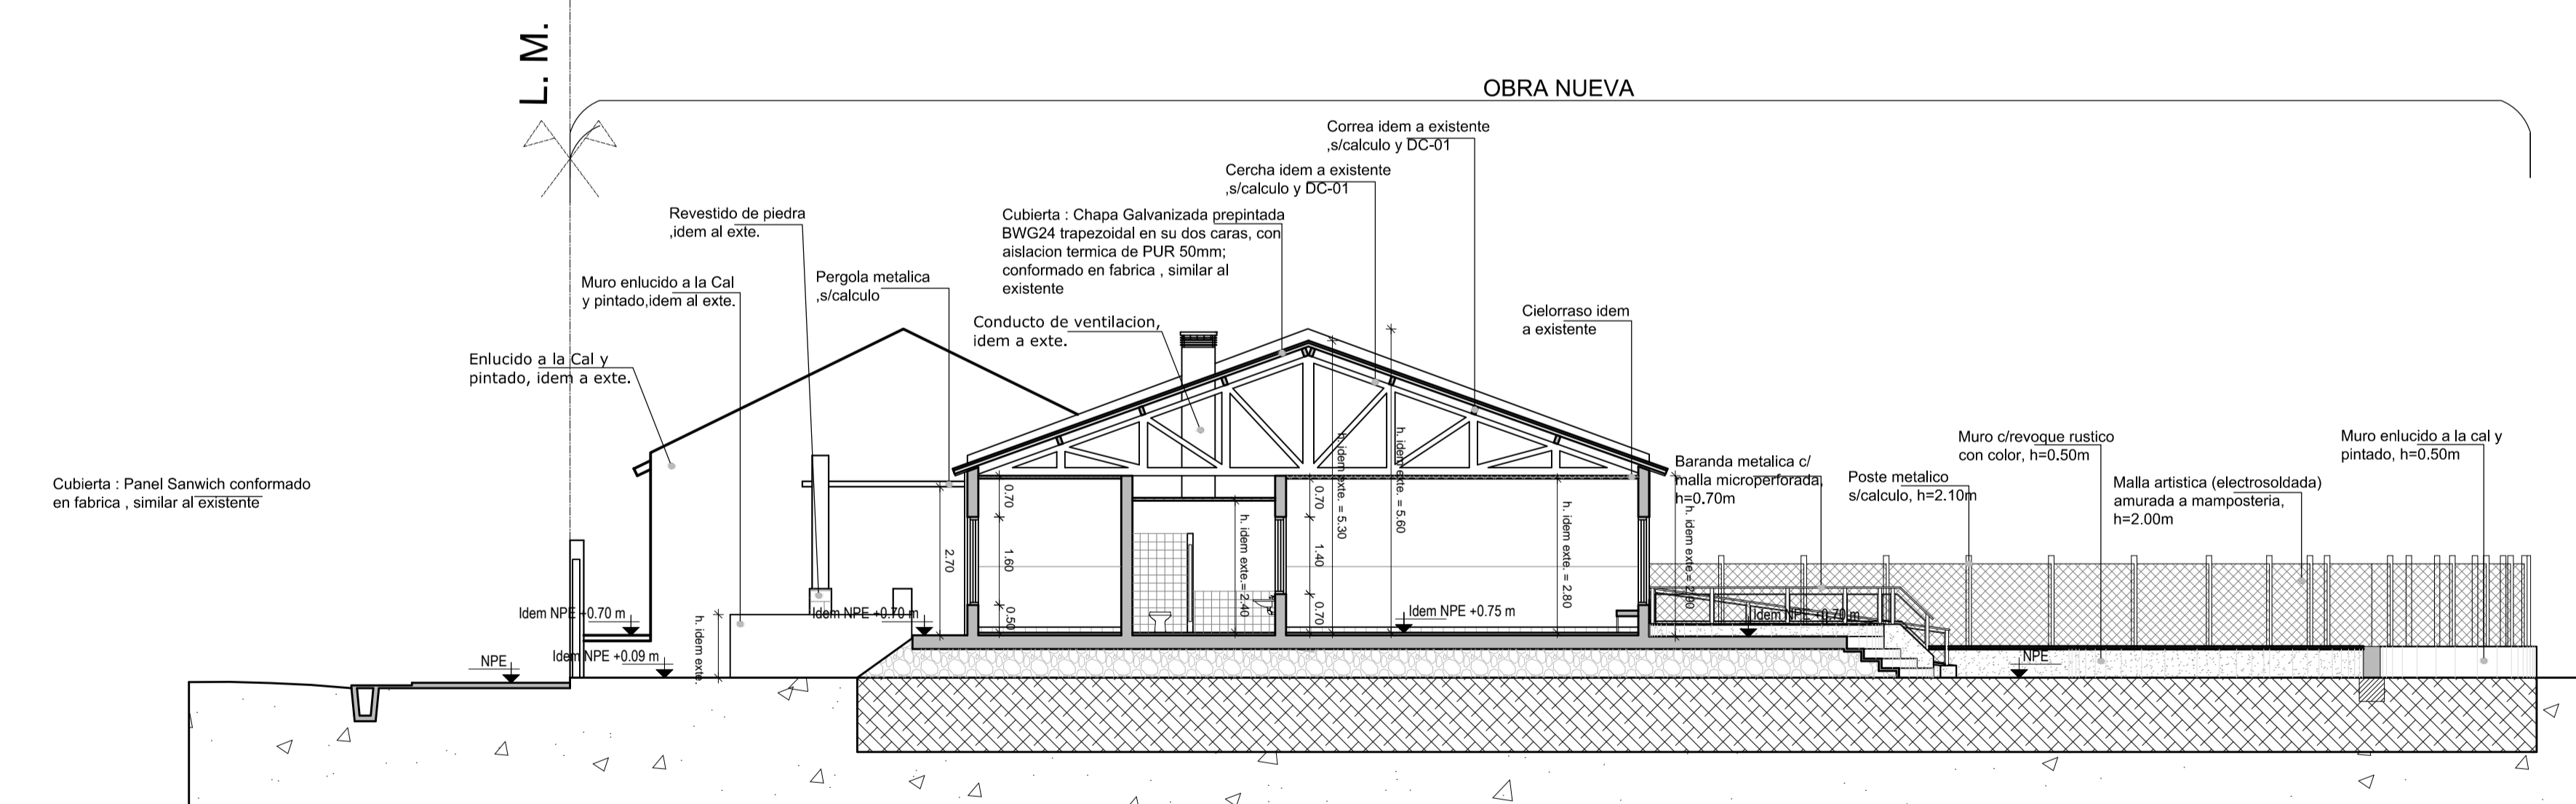 L. M.
OBRA NUEVA
Correa idem a existente
,s/calculo y DC-01
Cercha idem a existente
,s/calculo y DC-01
Revestido de piedra
,idem al exte.
Cubierta : Chapa Galvanizada prepintada
BWG24 trapezoidal en su dos caras, con
aislacion termica de PUR 50mm;
conformado en fabrica , similar al
existente
Muro enlucido a la Cal
y pintado,idem al exte.
Pergola metalica
,s/calculo
Conducto de ventilacion,
idem a exte.
Cielorraso idem
a existente
Enlucido a la Cal y
pintado, idem a exte.
Cubierta : Panel Sanwich conformado
en fabrica , similar al existente
Baranda metalica c/
malla microperforada,
h=0.70m
Poste metalico
s/calculo, h=2.10m
Muro c/revoque rustico
con color, h=0.50m
Malla artistica (electrosoldada)
amurada a mamposteria,
h=2.00m
Muro enlucido a la cal y
pintado, h=0.50m
2.70
0.70
1.60
0.50
h. idem exte.= 2.40
0.70
1.40
0.70
h. idem exte. = 5.30
h. idem exte. = 5.60
h. idem exte. = 2.80
h. idem exte. = 2.90
h. idem exte.
Idem NPE +0.70 m
Idem NPE +0.70 m
Idem NPE +0.75 m
Idem NPE +0.70 m
Idem NPE +0.09 m
NPE
NPE